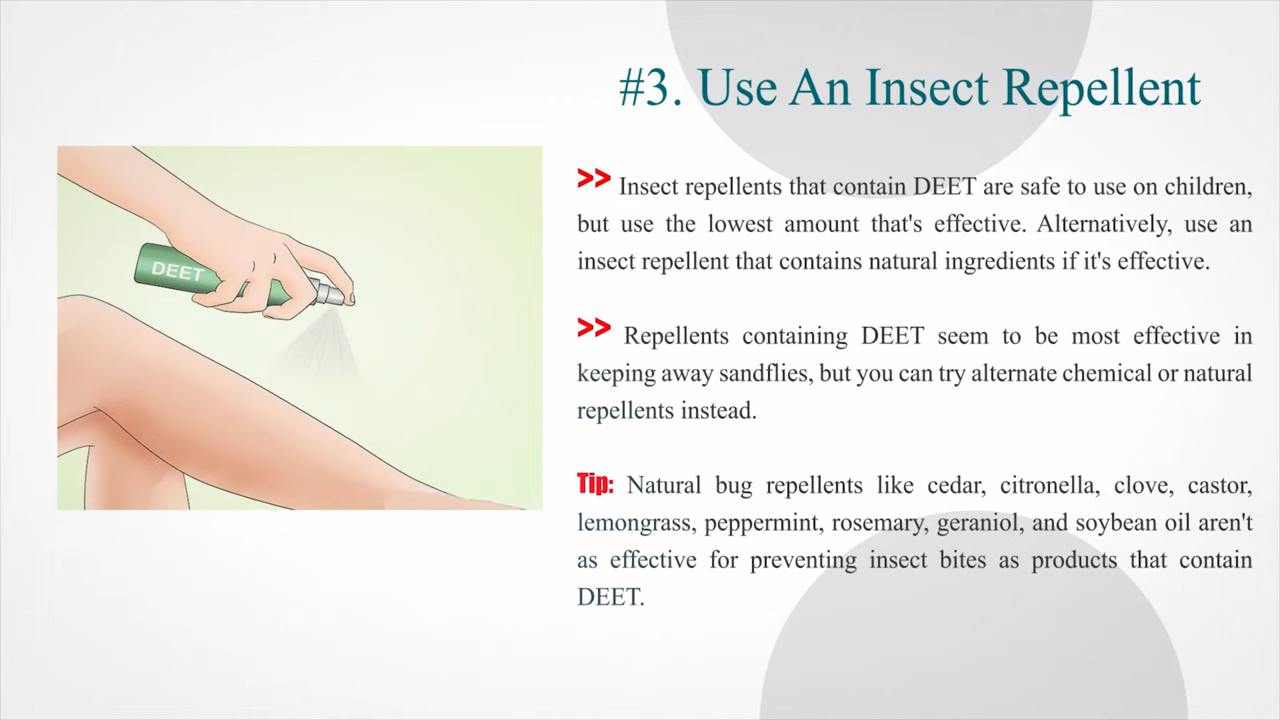 #3. Use An Insect Repellent
DEET
>> Insect repellents that contain DEET are safe to use on children,
but use the lowest amount that's effective. Alternatively, use an
insect repellent that contains natural ingredients if it's effective.
>> Repellents containing DEET seem to be most effective in
keeping away sandflies, but you can try alternate chemical or natural
repellents instead.
Tip: Natural bug repellents like cedar, citronella, clove, castor,
lemongrass, peppermint, rosemary, geraniol, and soybean oil aren't
as effective for preventing insect bites as products that contain
DEET.